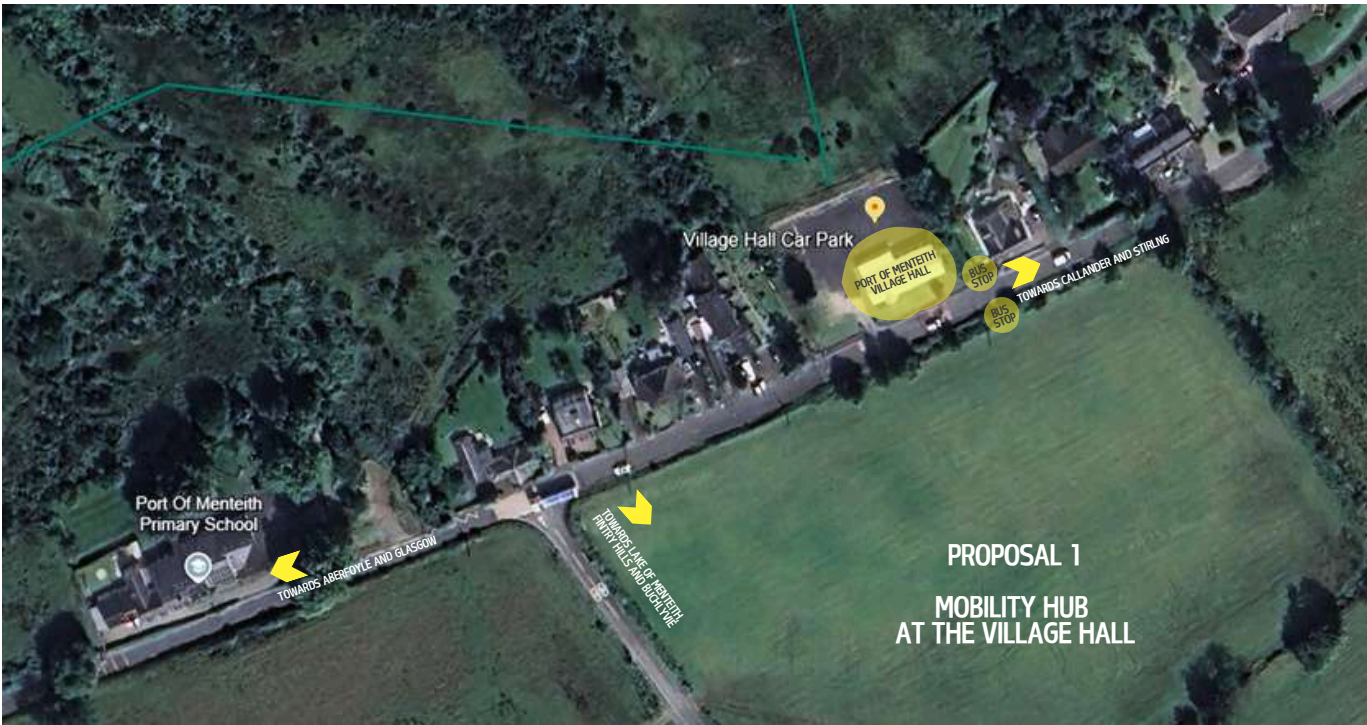 Village Hall Car Park
PORT OF MENTEITH
VILLAGE HALL
BUS
STOP
BUS
STOP
TOWARDS CALLANDER AND STIRLNG
Port Of Menteith
Primary School
TOWARDS ABERFOYLE AND GLASGOW
TOWARDS LAKE OF MENTEITH,
FINTRY HILLS AND BUCHLYVIE
PROPOSAL 1
MOBILITY HUB
AT THE VILLAGE HALL